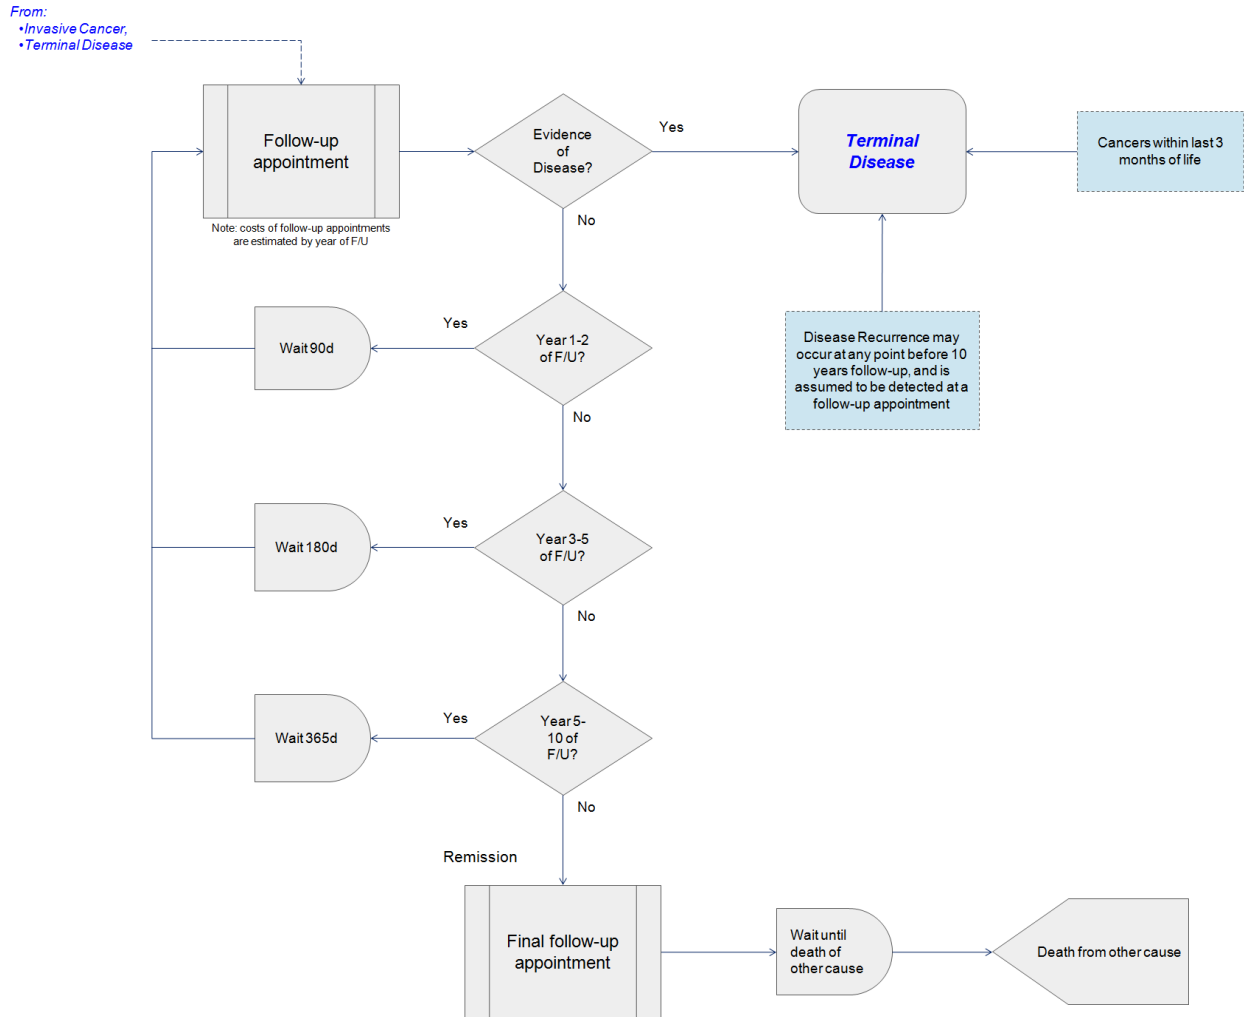 From:
•Invasive Cancer,
•Terminal Disease
Follow-up
appointment
Note: costs of follow-up appointments
are estimated by year of F/U
Evidence
of
Disease?
Yes
Terminal
Disease
Cancers within last 3
months of life
No
Disease Recurrence may
occur at any point before 10
years follow-up, and is
assumed to be detected at a
follow-up appointment
Year 1-2
of F/U?
Yes
Wait 90d
No
Year 3-5
of F/U?
Yes
Wait 180d
No
Year 5-
10 of
F/U?
Yes
Wait 365d
No
Remission
Final follow-up
appointment
Wait until
death of
other cause
Death from other cause